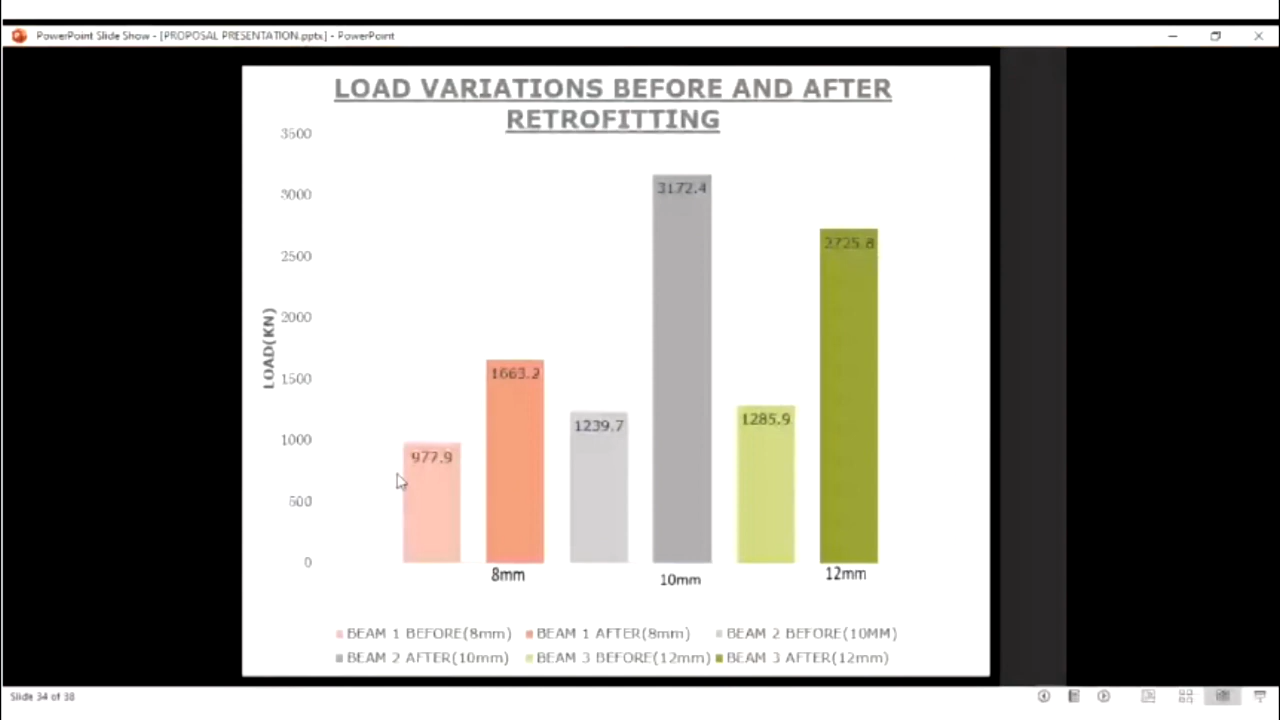 PowerPoint Slide Show - [PROPOSAL PRESENTATION.pptx] - PowerPoint
LOAD VARIATIONS BEFORE AND AFTER
RETROFITTING
3500
3000
2500
2000
1500
1000
500
0
LOAD(KN)
977.9
1663.2
1239.7
3172.4
1285.9
2725.8
8mm
10mm
12mm
BEAM 1 BEFORE(8mm)
BEAM 1 AFTER(8mm)
BEAM 2 BEFORE(10MM)
BEAM 2 AFTER(10mm)
BEAM 3 BEFORE(12mm)
BEAM 3 AFTER(12mm)
Slide 34 of 38